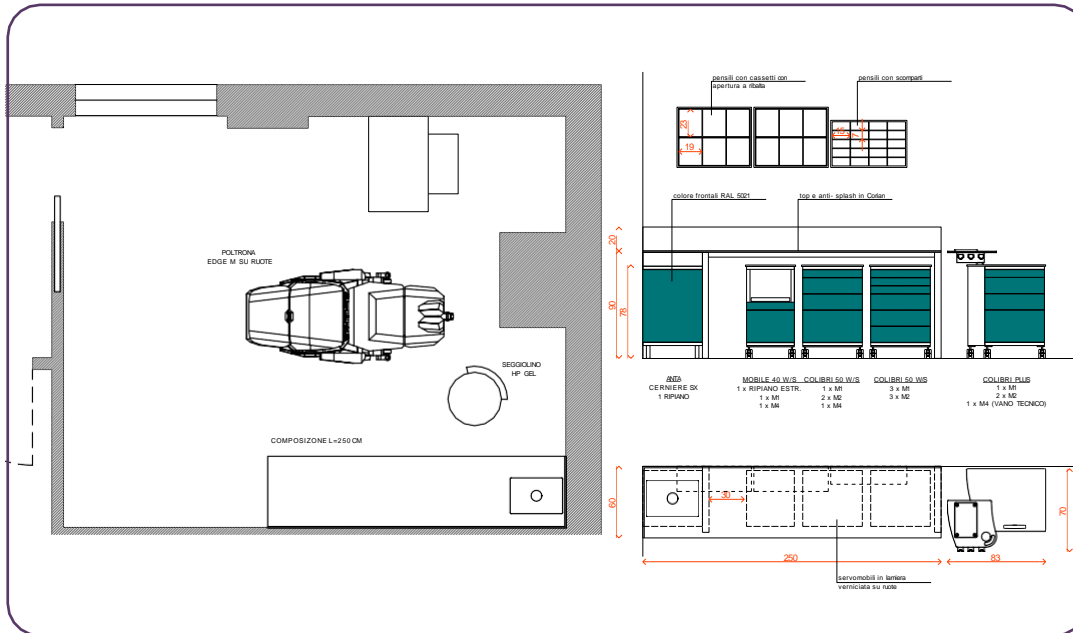 POLTRONA
EDGE M SU RUOTE
SEGGIOLINO
HP GEL
COMPOSIZONE L=250 CM
pensili con cassetti con
apertura a ribalta
pensili con scomparti
23
19
15
7
colore frontali RAL 5021
top e anti- splash in Corian
20
90
78
ANTA
CERNIERE SX
1 RIPIANO
MOBILE 40 W/S
1 x RIPIANO ESTR.
1 x M1
1 x M4
COLIBRI 50 W/S
1 x M1
2 x M2
1 x M4
COLIBRI 50 W/S
3 x M1
3 x M2
COLIBRI PLUS
1 x M1
2 x M2
1 x M4 (VANO TECNICO)
60
30
70
250
83
servomobili in lamiera
verniciata su ruote